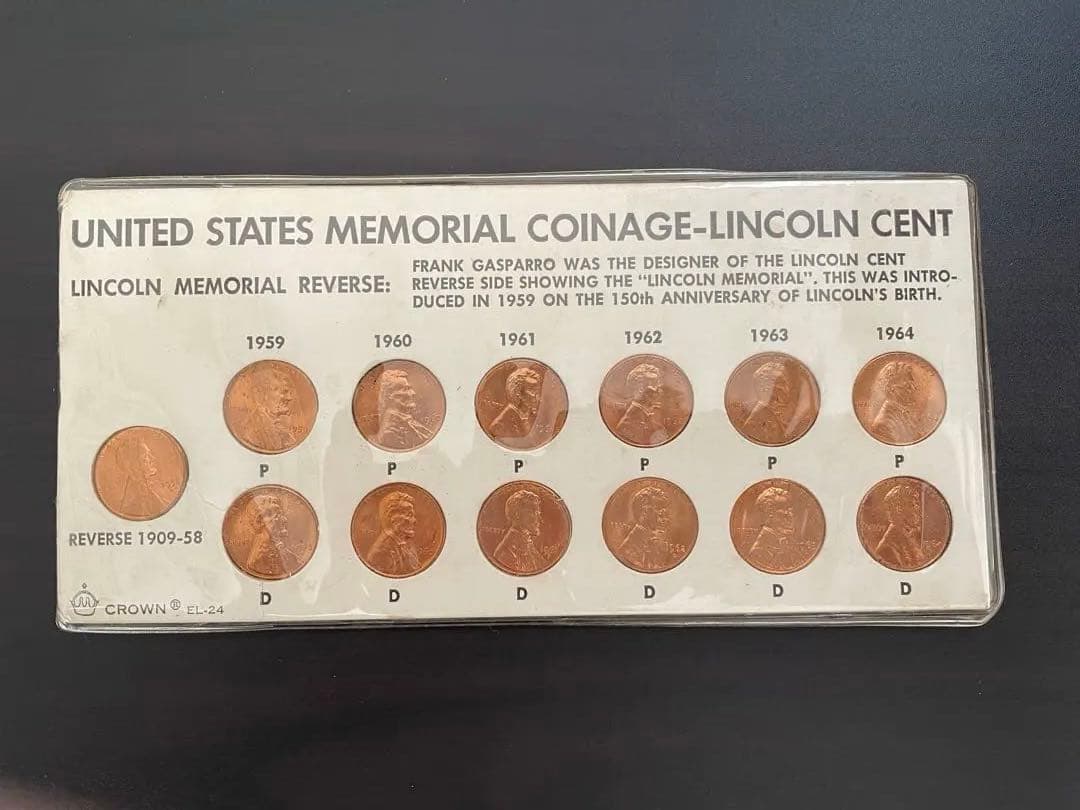 UNITED STATES MEMORIAL COINAGE-LINCOLN CENT
LINCOLN MEMORIAL REVERSE:
FRANK GASPARRO WAS THE DESIGNER OF THE LINCOLN CENT
REVERSE SIDE SHOWING THE "LINCOLN MEMORIAL". THIS WAS INTRO-
DUCED IN 1959 ON THE 150th ANNIVERSARY OF LINCOLN'S BIRTH.
1959 1960 1961 1962 1963 1964
P P P P P P
REVERSE 1909-58
D D D D D D
CROWN ® EL-24